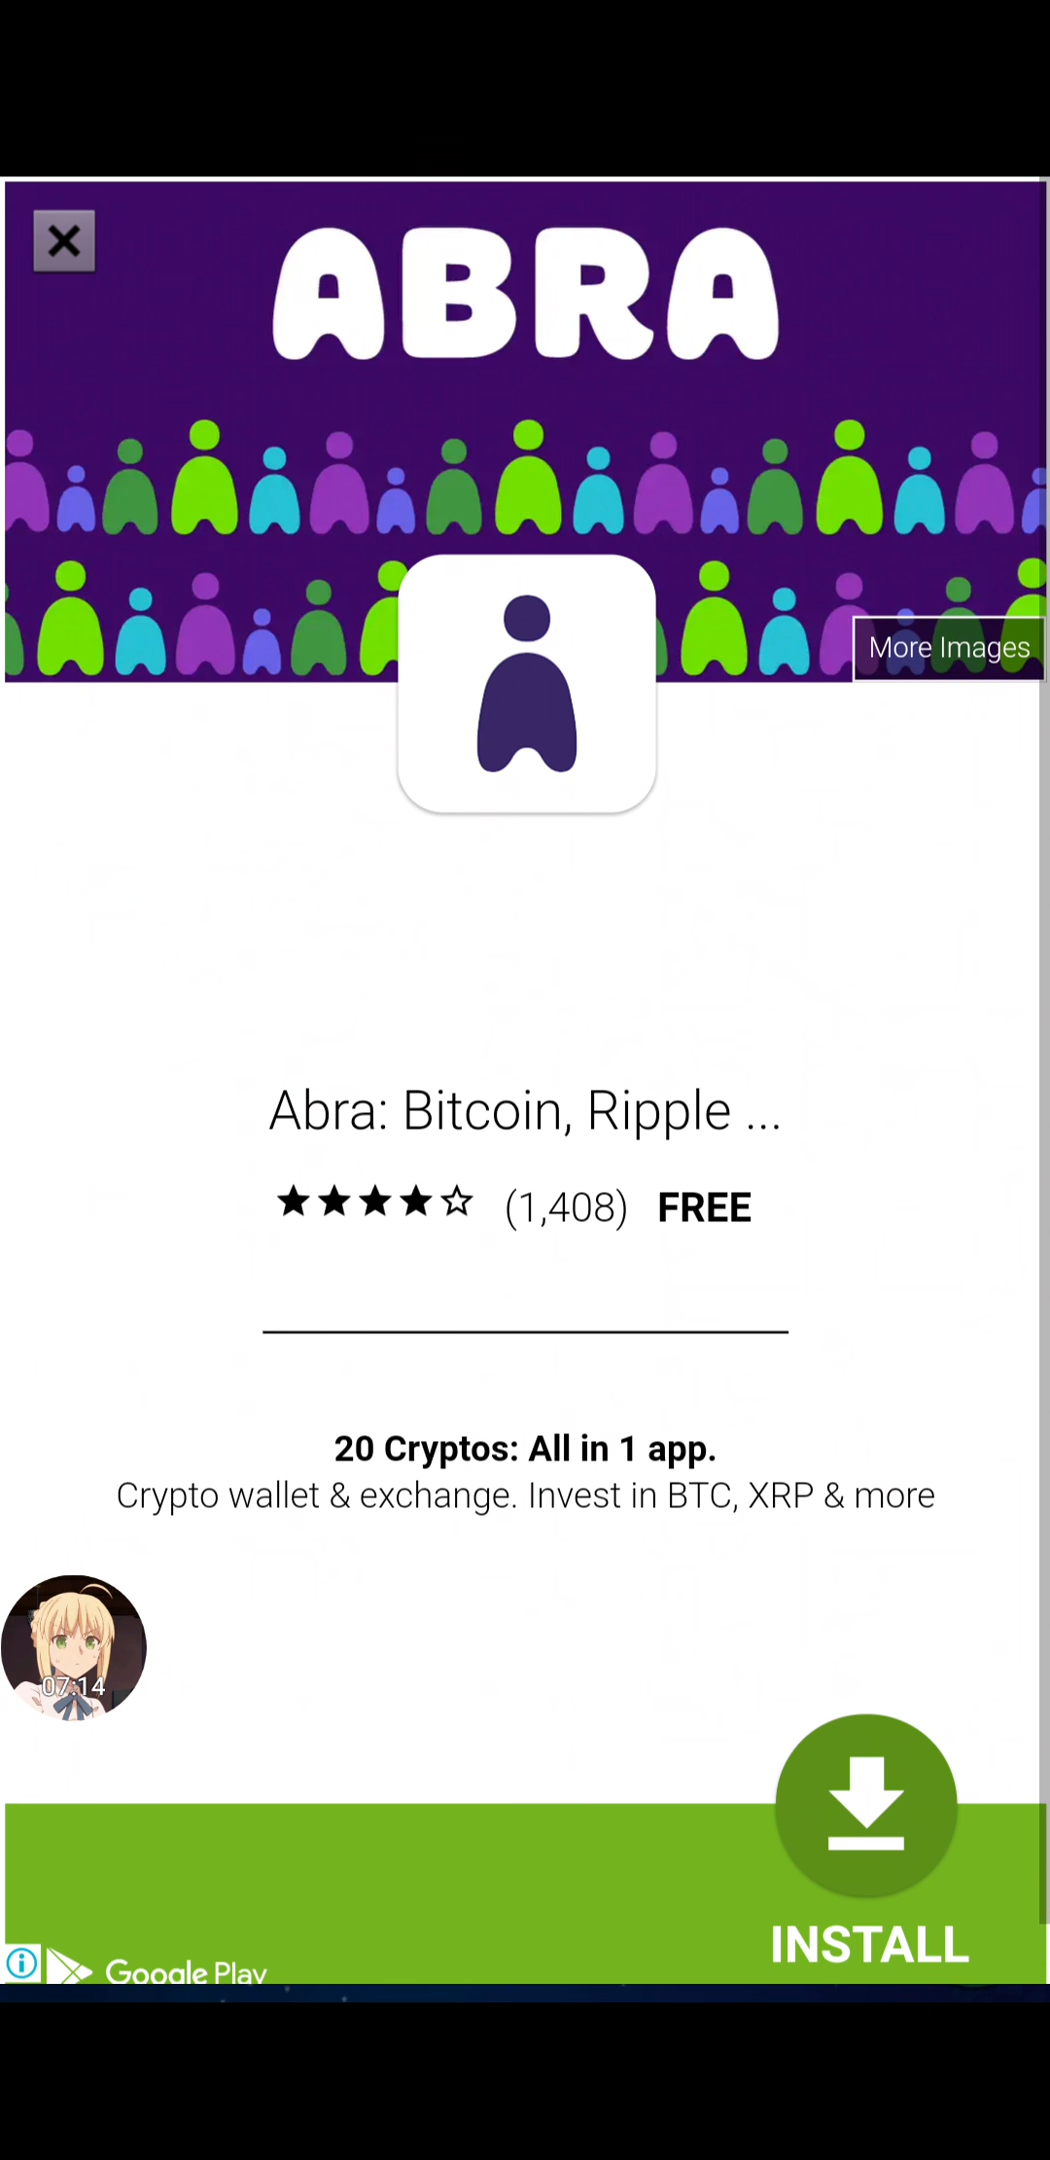 ABRA
More Images
Abra: Bitcoin, Ripple ...
(1,408) FREE
20 Cryptos: All in 1 app.
Crypto wallet & exchange. Invest in BTC, XRP & more
07:14
INSTALL
Google Play